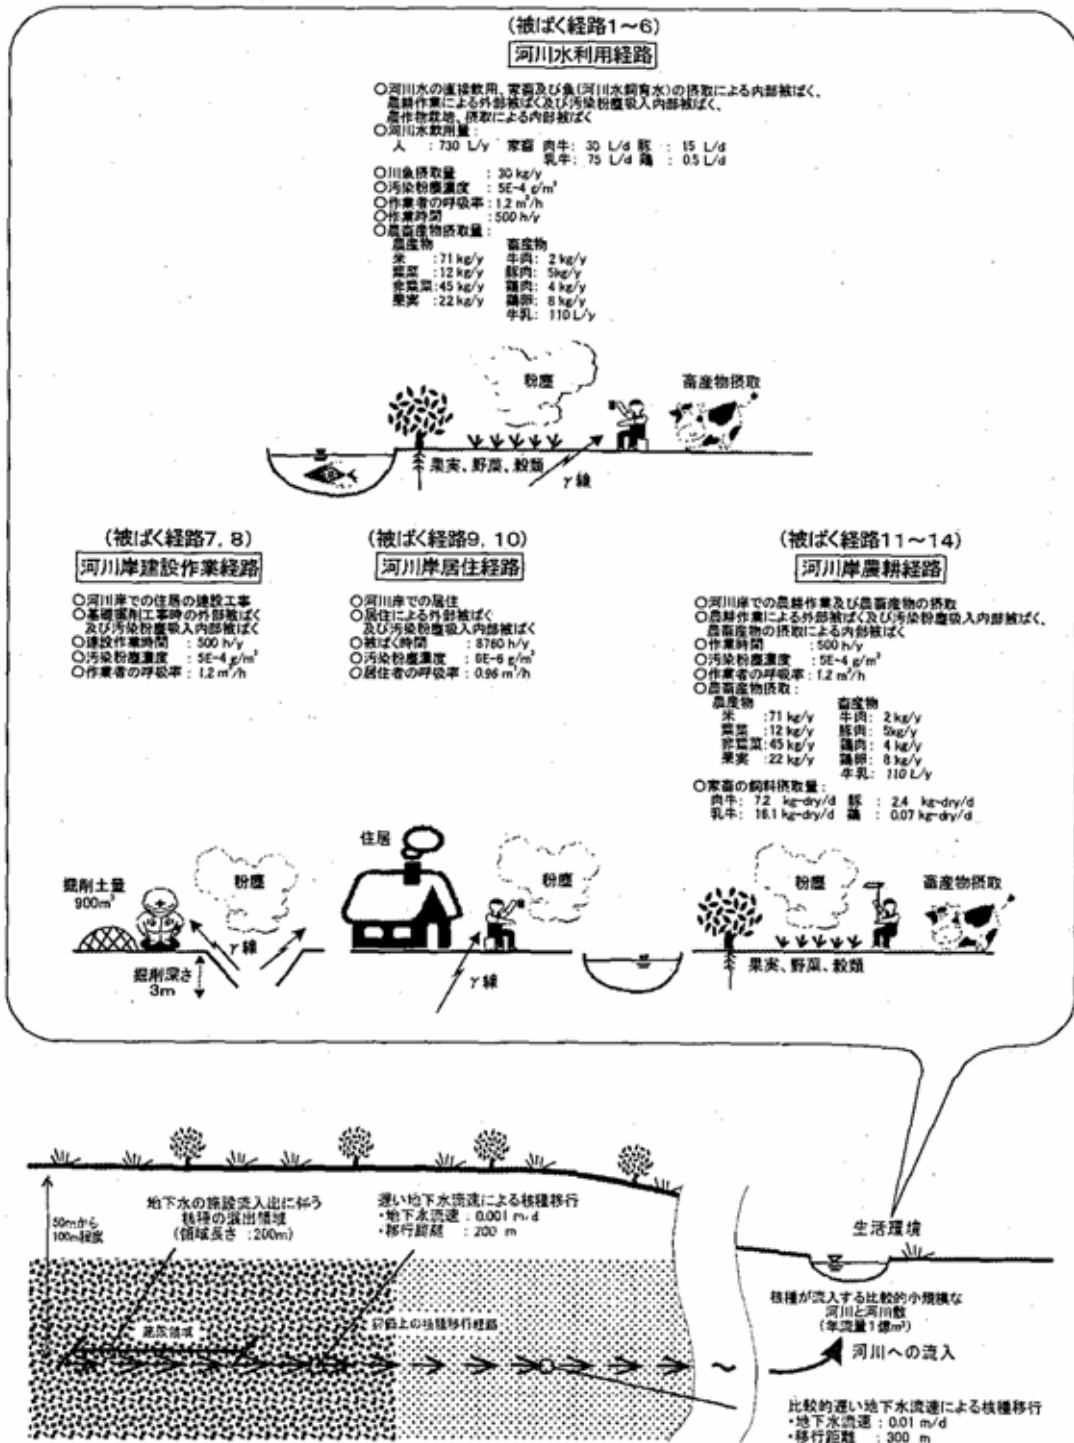 (被ばく経路1～6)
河川水利用経路
○河川水の直接飲用、家畜及び魚(河川水飼育水)の摂取による内部被ばく、
農耕作業による外部被ばく及び汚染粉塵吸入内部被ばく、
農作物栽培、摂取による内部被ばく
○河川水飲用量:
人 : 730 L/y 家畜 肉牛: 30 L/d 豚 : 15 L/d
乳牛: 75 L/d 鶏 : 0.5 L/d
○川魚摂取量 : 30 kg/y
○汚染粉塵濃度 : 5E-4 g/m³
○作業者の呼吸率 : 1.2 m³/h
○作業時間 : 500 h/y
○農畜産物摂取量 :
農産物 畜産物
米 : 71 kg/y 牛肉: 2 kg/y
葉菜 : 12 kg/y 豚肉: 5kg/y
非葉菜: 45 kg/y 鶏肉: 4 kg/y
果実 : 22 kg/y 鶏卵: 8 kg/y
牛乳: 110 L/y
粉塵
畜産物摂取
果実、野菜、穀類
γ線
(被ばく経路7, 8)
河川岸建設作業経路
○河川岸での住居の建設工事
○基礎掘削工事時の外部被ばく
及び汚染粉塵吸入内部被ばく
○建設作業時間 : 500 h/y
○汚染粉塵濃度 : 5E-4 g/m³
○作業者の呼吸率 : 1.2 m³/h
(被ばく経路9, 10)
河川岸居住経路
○河川岸での居住
○居住による外部被ばく
及び汚染粉塵吸入内部被ばく
○被ばく時間 : 8760 h/y
○汚染粉塵濃度 : 6E-6 g/m³
○居住者の呼吸率 : 0.96 m³/h
(被ばく経路11～14)
河川岸農耕経路
○河川岸での農耕作業及び農畜産物の摂取
○農耕作業による外部被ばく及び汚染粉塵吸入内部被ばく、
農畜産物の摂取による内部被ばく
○作業時間 : 500 h/y
○汚染粉塵濃度 : 5E-4 g/m³
○作業者の呼吸率 : 1.2 m³/h
○農畜産物摂取 :
農産物 畜産物
米 : 71 kg/y 牛肉: 2 kg/y
葉菜 : 12 kg/y 豚肉: 5kg/y
非葉菜: 45 kg/y 鶏肉: 4 kg/y
果実 : 22 kg/y 鶏卵: 8 kg/y
牛乳: 110 L/y
○家畜の飼料摂取量 :
肉牛: 7.2 kg-dry/d 豚 : 2.4 kg-dry/d
乳牛: 16.1 kg-dry/d 鶏 : 0.07 kg-dry/d
掘削土量
900m³
粉塵
γ線
掘削深さ
3m
住居
粉塵
γ線
粉塵
畜産物摂取
果実、野菜、穀類
50mから
100m程度
地下水の施設流入出に伴う
核種の溶出領域
(領域長さ : 200m)
遅い地下水流速による核種移行
・地下水流速 : 0.001 m/d
・移行距離 : 200 m
施設領域
評価上の核種移行経路
生活環境
核種が流入する比較的小規模な
河川と河川敷
(年流量1億m³)
河川への流入
比較的遅い地下水流速による核種移行
・地下水流速 : 0.01 m/d
・移行距離 : 300 m